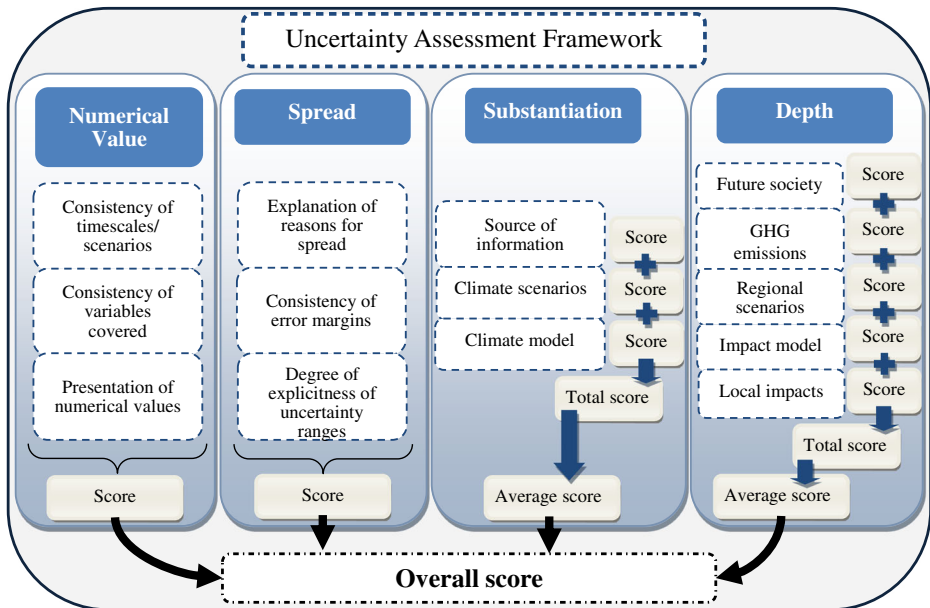 Uncertainty Assessment Framework
Numerical
Value
Consistency of
timescales/
scenarios
Consistency of
variables
covered
Presentation of
numerical values
Score
Spread
Explanation of
reasons for
spread
Consistency of
error margins
Degree of
explicitness of
uncertainty
ranges
Score
Substantiation
Source of
information
Score
Climate scenarios
Score
Climate model
Score
Total score
Average score
Depth
Future society
Score
GHG
emissions
Score
Regional
scenarios
Score
Impact model
Score
Local impacts
Score
Total score
Average score
Overall score